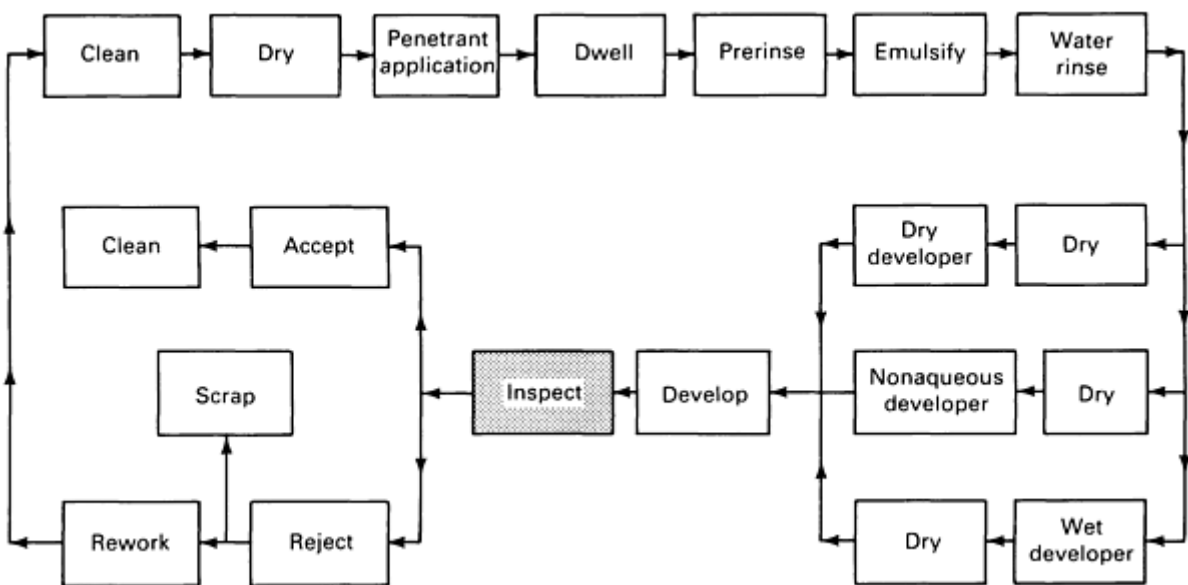 Clean
Dry
Penetrant
application
Dwell
Prerinse
Emulsify
Water
rinse
Clean
Accept
Dry
developer
Dry
Scrap
Inspect
Develop
Nonaqueous
developer
Dry
Rework
Reject
Dry
Wet
developer